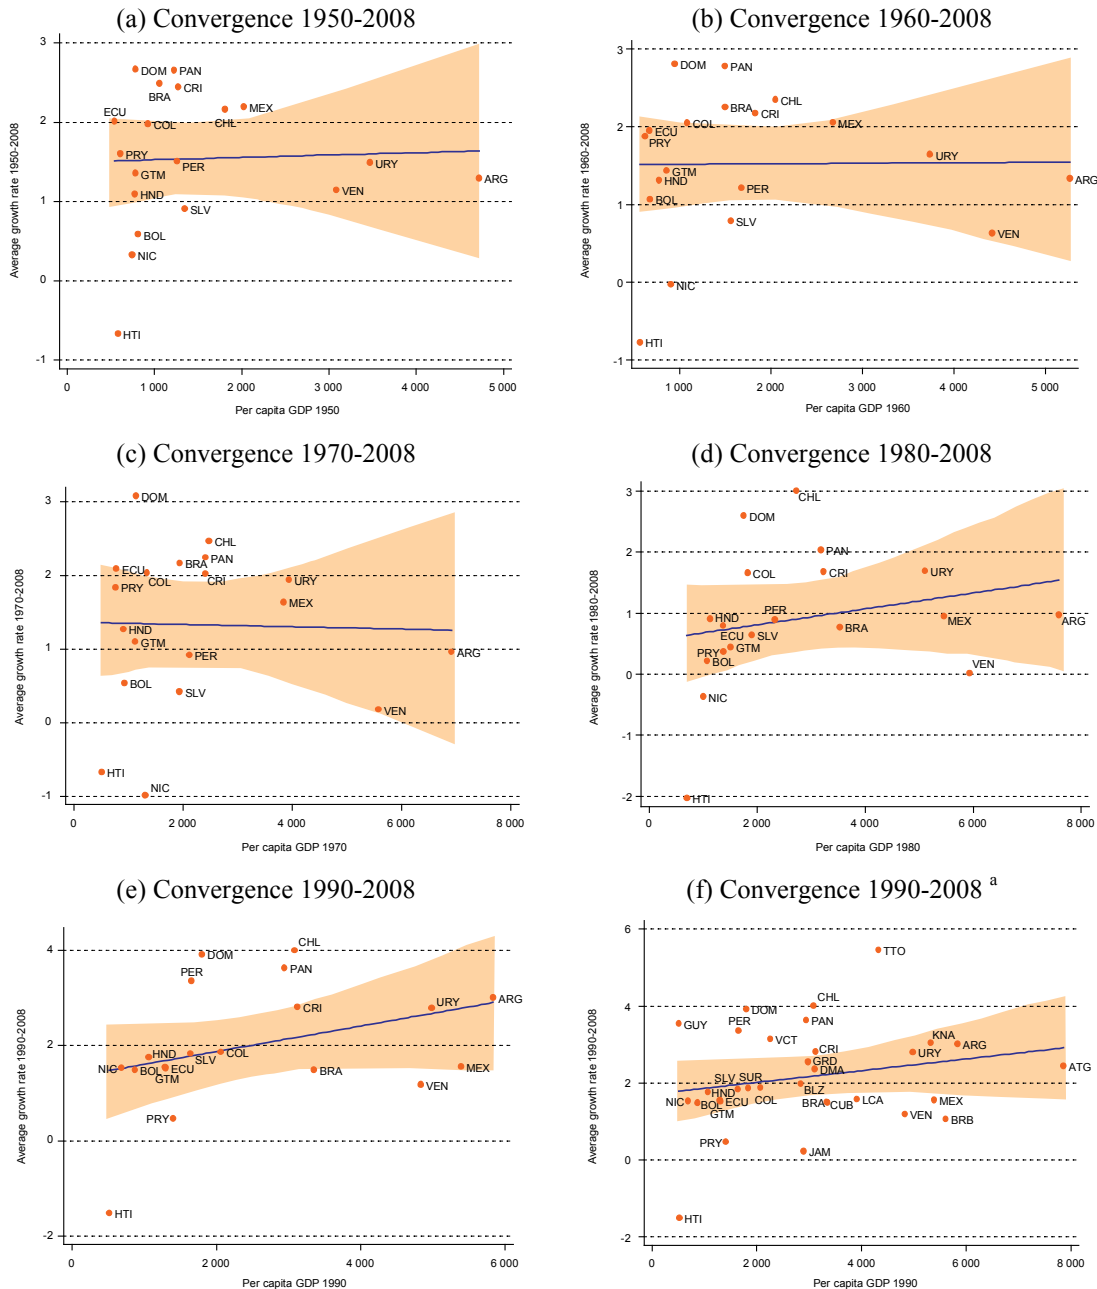 (a) Convergence 1950-2008
3
2
1
0
-1
Average growth rate 1950-2008
DOM
PAN
BRA
CRI
MEX
CHL
ECU
COL
PRY
PER
URY
GTM
ARG
HND
VEN
SLV
BOL
NIC
HTI
0
1 000
2 000
3 000
4 000
5 000
Per capita GDP 1950
(b) Convergence 1960-2008
3
2
1
0
-1
Average growth rate 1960-2008
DOM
PAN
CHL
BRA
CRI
MEX
COL
ECU
PRY
URY
GTM
HND
ARG
PER
BOL
SLV
VEN
NIC
HTI
1 000
2 000
3 000
4 000
5 000
Per capita GDP 1960
(c) Convergence 1970-2008
3
2
1
0
-1
Average growth rate 1970-2008
DOM
CHL
PAN
BRA
ECU
COL
CRI
URY
PRY
MEX
HND
GTM
PER
ARG
BOL
SLV
VEN
HTI
NIC
0
2 000
4 000
6 000
8 000
Per capita GDP 1970
(d) Convergence 1980-2008
3
2
1
0
-1
-2
Average growth rate 1980-2008
CHL
DOM
PAN
COL
CRI
URY
HND
PER
ECU
SLV
BRA
MEX
ARG
PRY
GTM
BOL
VEN
NIC
HTI
0
2 000
4 000
6 000
8 000
Per capita GDP 1980
(e) Convergence 1990-2008
4
2
0
-2
Average growth rate 1990-2008
CHL
DOM
PAN
PER
CRI
URY
ARG
HND
SLV
COL
NIC
BOL
ECU
GTM
BRA
MEX
VEN
PRY
HTI
0
2 000
4 000
6 000
Per capita GDP 1990
(f) Convergence 1990-2008 a
6
4
2
0
-2
Average growth rate 1990-2008
TTO
CHL
DOM
GUY
PER
PAN
VCT
KNA
ARG
CRI
URY
GRD
DMA
ATG
SLV
SUR
BLZ
HND
NIC
BOL
ECU
COL
GTM
BRA
CUB
LCA
MEX
VEN
BRB
PRY
JAM
HTI
0
2 000
4 000
6 000
8 000
Per capita GDP 1990